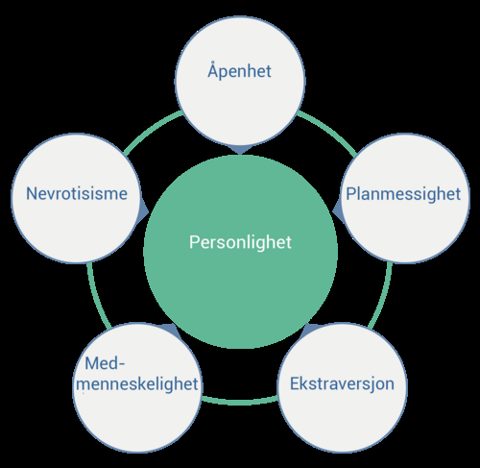 Åpenhet
Nevrotisisme
Planmessighet
Personlighet
Med-
menneskelighet
Ekstraversjon